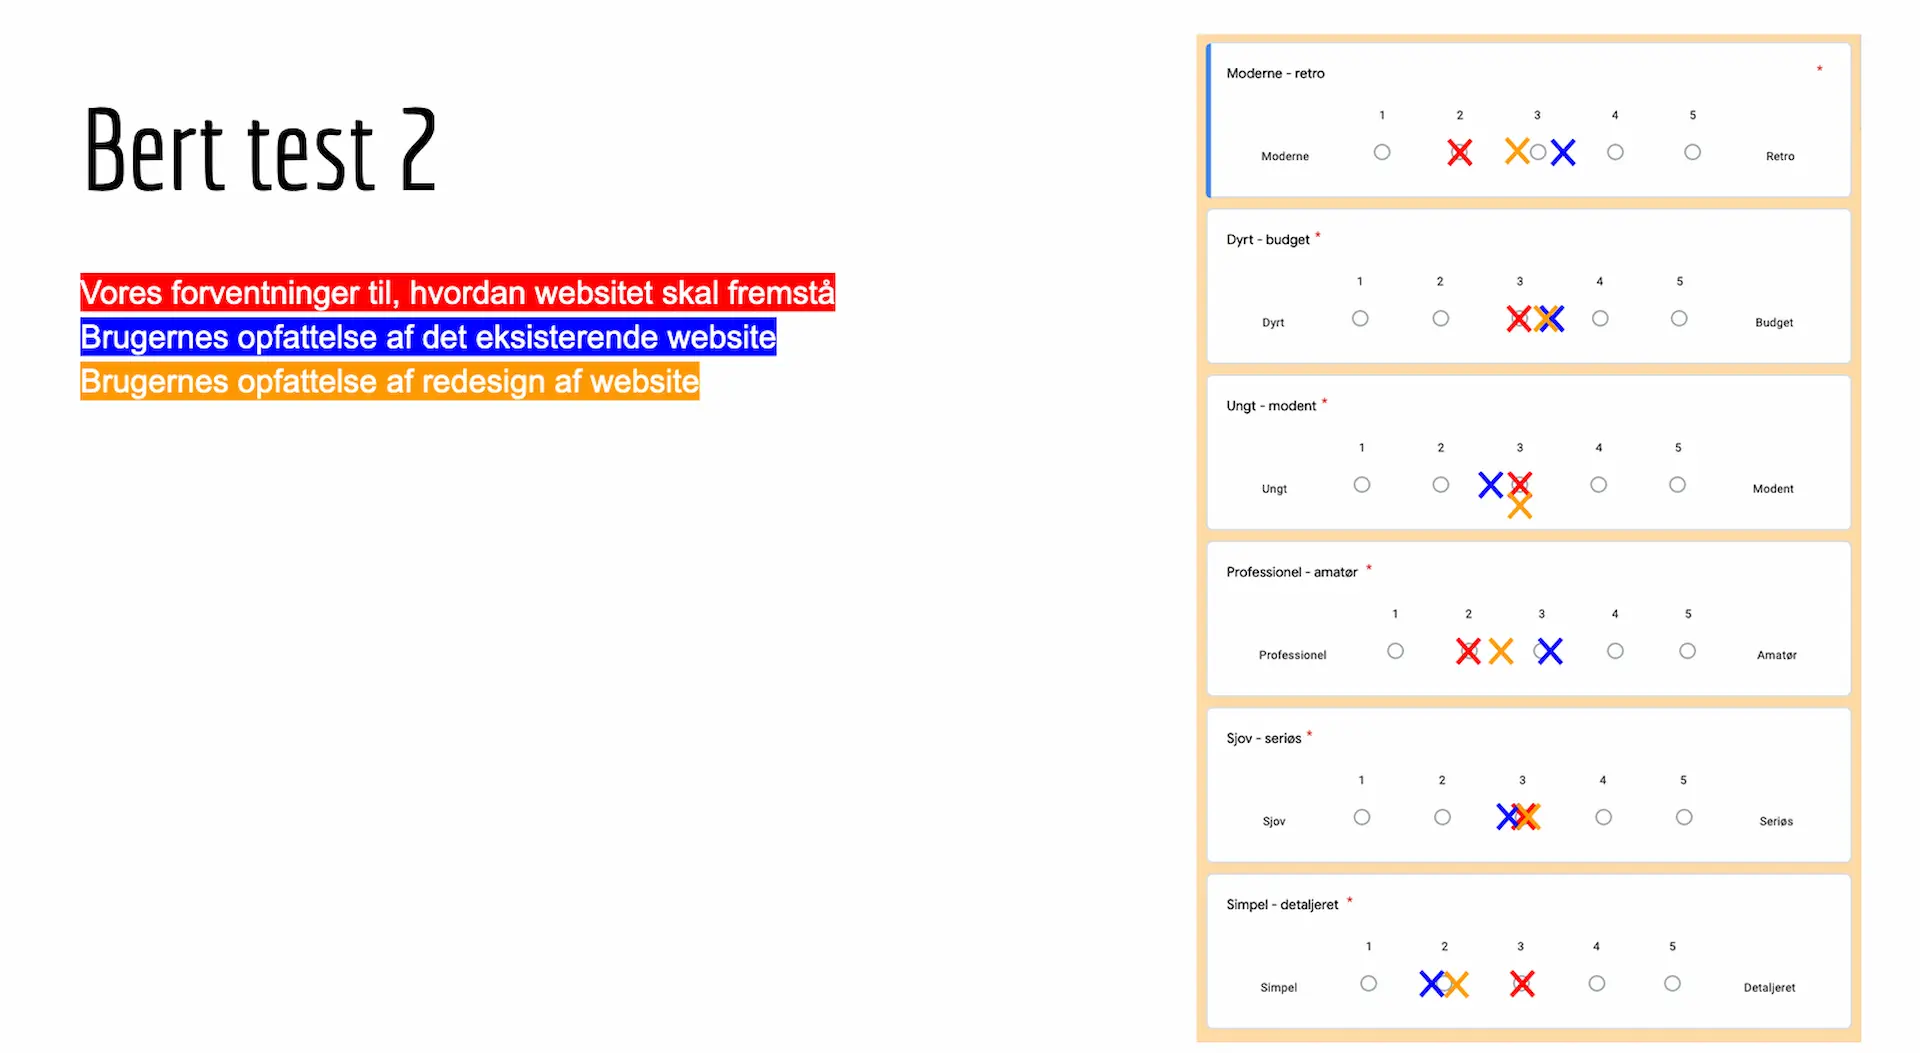 Bert test 2
Vores forventninger til, hvordan websitet skal fremstå
Brugernes opfattelse af det eksisterende website
Brugernes opfattelse af redesign af website
Moderne - retro *
1 2 3 4 5
Moderne Retro
Dyrt - budget *
1 2 3 4 5
Dyrt Budget
Ungt - modent *
1 2 3 4 5
Ungt Modent
Professionel - amatør *
1 2 3 4 5
Professionel Amatør
Sjov - seriøs *
1 2 3 4 5
Sjov Seriøs
Simpel - detaljeret *
1 2 3 4 5
Simpel Detaljeret